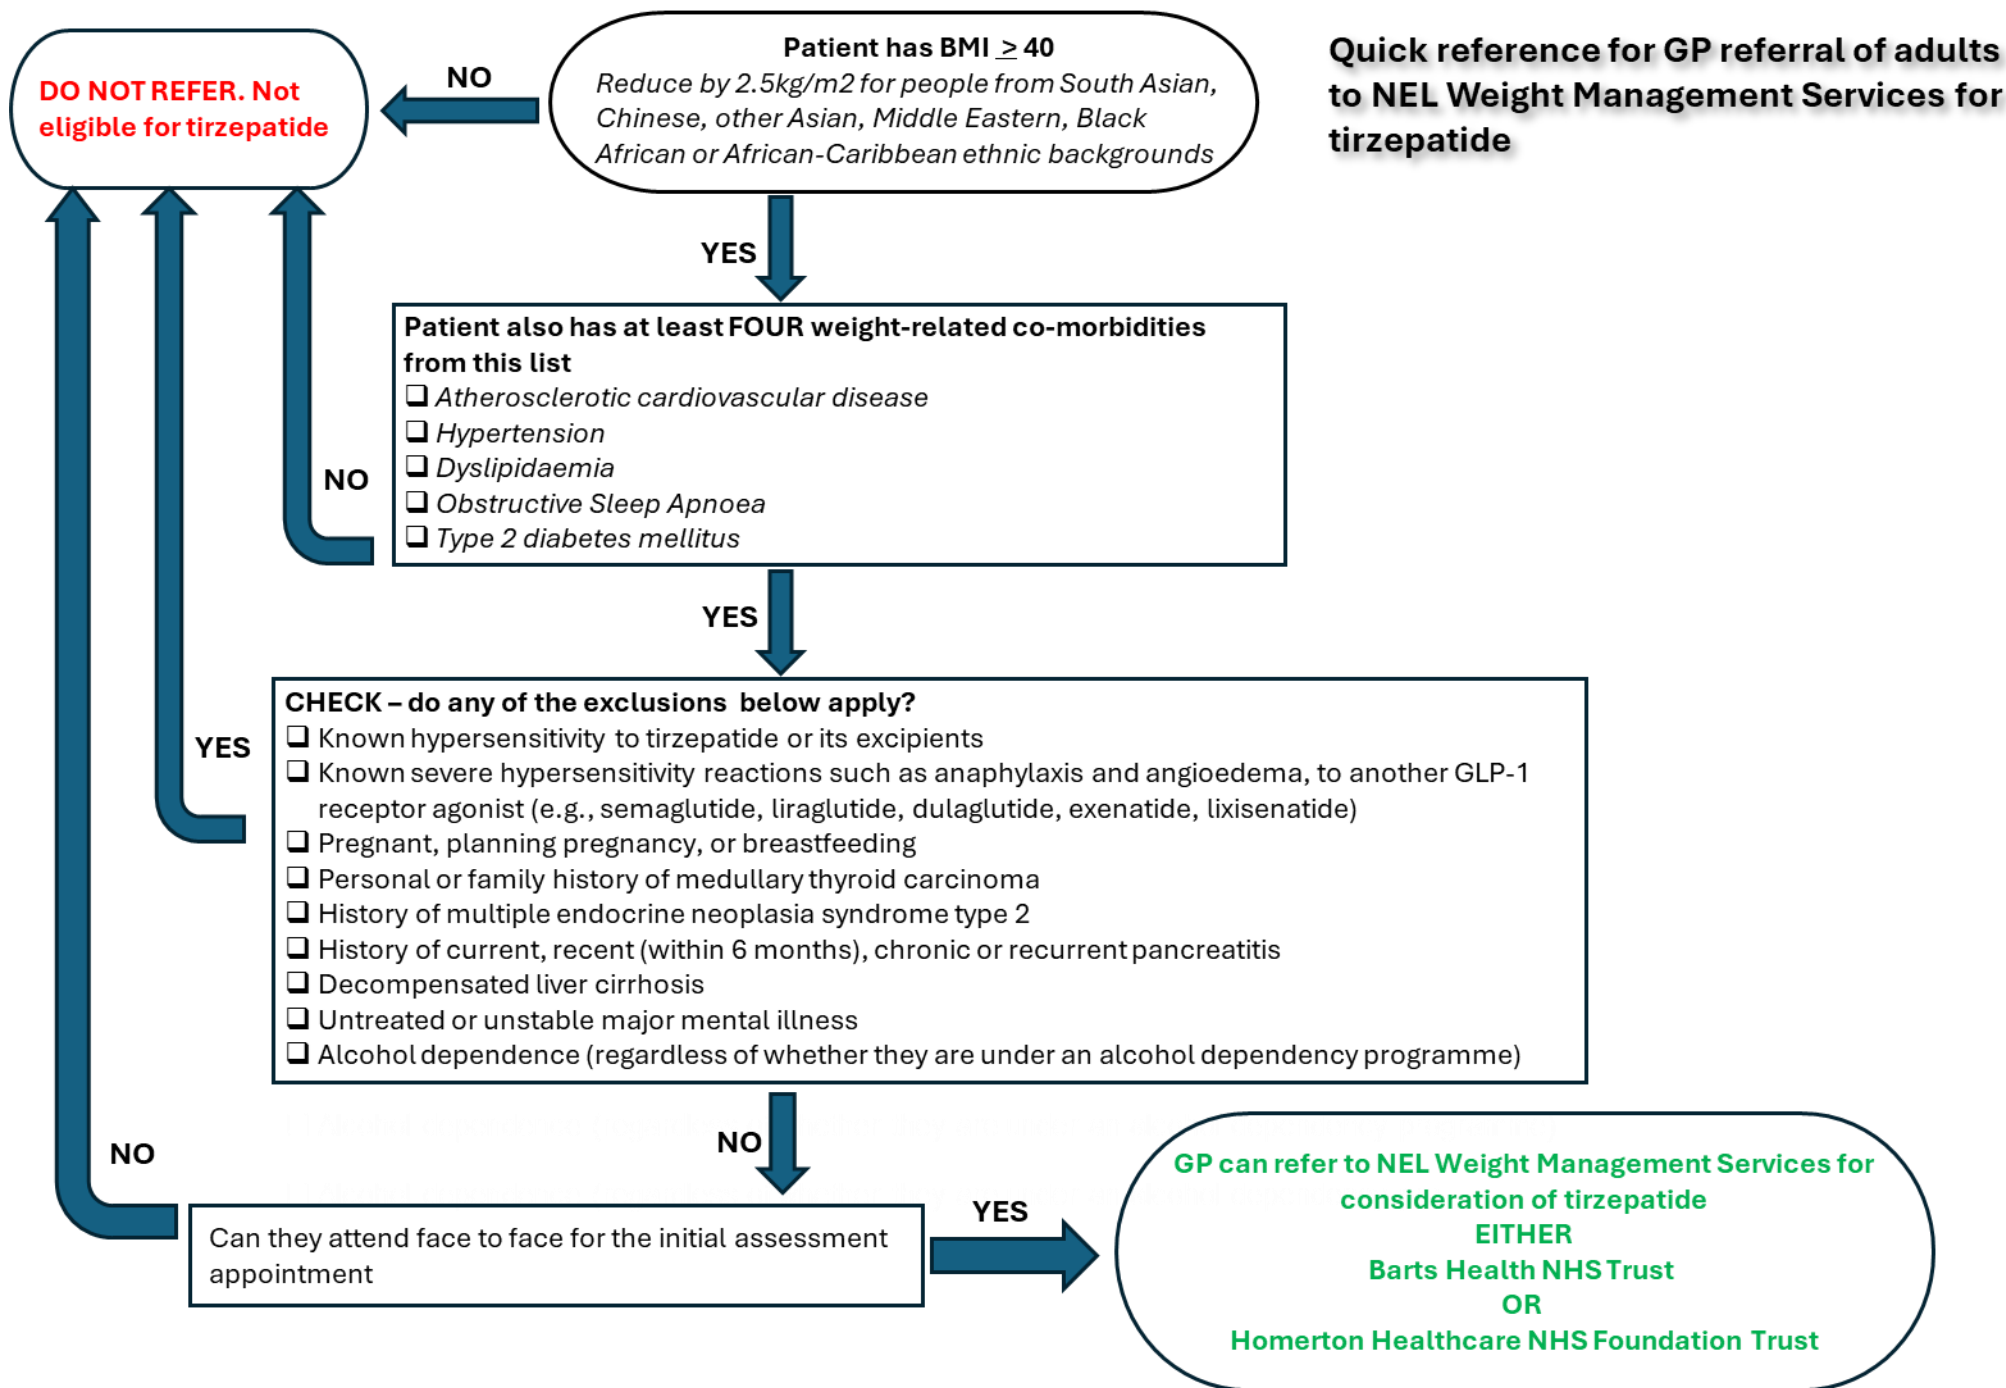 Quick reference for GP referral of adults
to NEL Weight Management Services for
tirzepatide
Patient has BMI ≥ 40
Reduce by 2.5kg/m2 for people from South Asian,
Chinese, other Asian, Middle Eastern, Black
African or African-Caribbean ethnic backgrounds
NO
DO NOT REFER. Not
eligible for tirzepatide
YES
Patient also has at least FOUR weight-related co-morbidities
from this list
❑ Atherosclerotic cardiovascular disease
❑ Hypertension
❑ Dyslipidaemia
❑ Obstructive Sleep Apnoea
❑ Type 2 diabetes mellitus
NO
YES
CHECK – do any of the exclusions below apply?
❑ Known hypersensitivity to tirzepatide or its excipients
❑ Known severe hypersensitivity reactions such as anaphylaxis and angioedema, to another GLP-1
receptor agonist (e.g., semaglutide, liraglutide, dulaglutide, exenatide, lixisenatide)
❑ Pregnant, planning pregnancy, or breastfeeding
❑ Personal or family history of medullary thyroid carcinoma
❑ History of multiple endocrine neoplasia syndrome type 2
❑ History of current, recent (within 6 months), chronic or recurrent pancreatitis
❑ Decompensated liver cirrhosis
❑ Untreated or unstable major mental illness
❑ Alcohol dependence (regardless of whether they are under an alcohol dependency programme)
YES
NO
Can they attend face to face for the initial assessment
appointment
NO
YES
GP can refer to NEL Weight Management Services for
consideration of tirzepatide
EITHER
Barts Health NHS Trust
OR
Homerton Healthcare NHS Foundation Trust